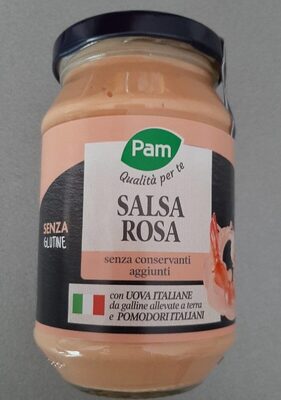 Pam
Qualità per te
SALSA
ROSA
senza conservanti
aggiunti
SENZA
GLUTINE
con UOVA ITALIANE
da galline allevate a terra
e POMODORI ITALIANI